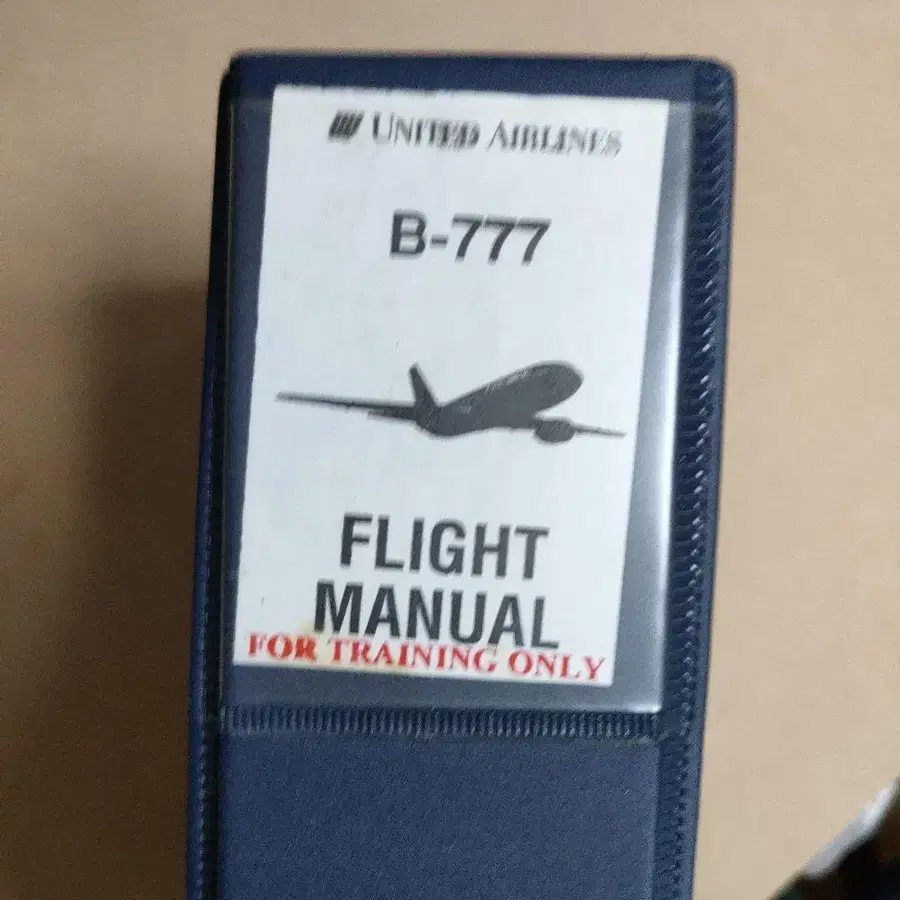 UNITED AIRLINES
B-777
FLIGHT
MANUAL
FOR TRAINING ONLY